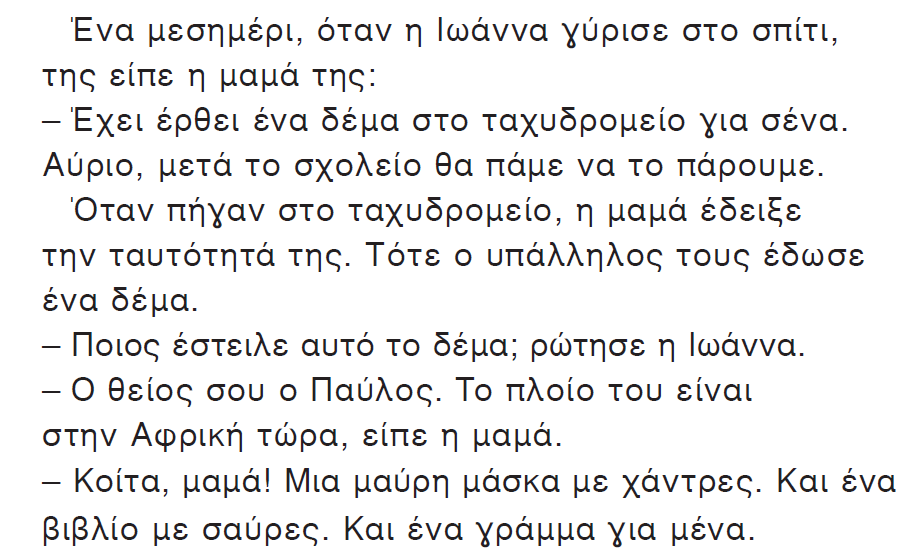 Ένα μεσημέρι, όταν η Ιωάννα γύρισε στο σπίτι,
της είπε η μαμά της:
– Έχει έρθει ένα δέμα στο ταχυδρομείο για σένα.
Αύριο, μετά το σχολείο θα πάμε να το πάρουμε.
Όταν πήγαν στο ταχυδρομείο, η μαμά έδειξε
την ταυτότητά της. Τότε ο υπάλληλος τους έδωσε
ένα δέμα.
– Ποιος έστειλε αυτό το δέμα; ρώτησε η Ιωάννα.
– Ο θείος σου ο Παύλος. Το πλοίο του είναι
στην Αφρική τώρα, είπε η μαμά.
– Κοίτα, μαμά! Μια μαύρη μάσκα με χάντρες. Και ένα
βιβλίο με σαύρες. Και ένα γράμμα για μένα.